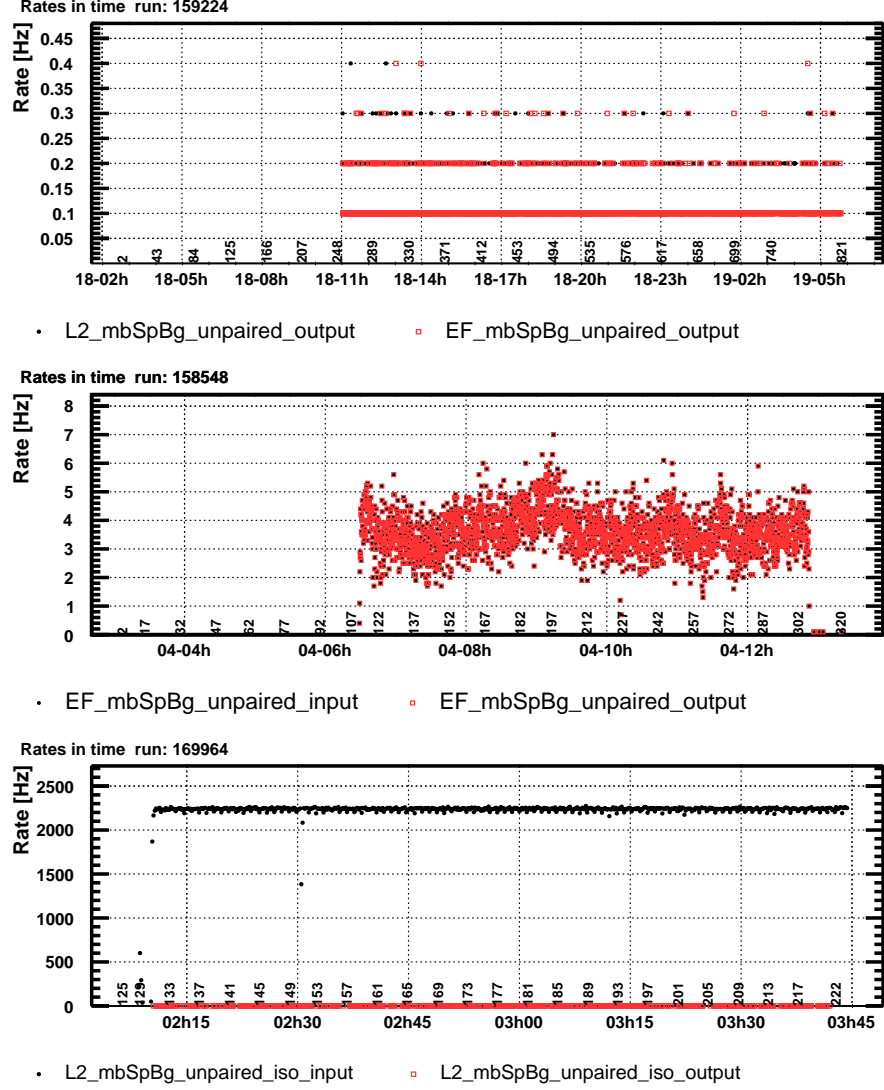 Rates in time run: 159224
Rate [Hz]
0.45
0.4
0.35
0.3
0.25
0.2
0.15
0.1
0.05
2 43 84 125 166 207 248 289 330 371 412 453 494 535 576 617 658 699 740 821
18-02h 18-05h 18-08h 18-11h 18-14h 18-17h 18-20h 18-23h 19-02h 19-05h
L2_mbSpBg_unpaired_output EF_mbSpBg_unpaired_output
Rates in time run: 158548
Rate [Hz]
8
7
6
5
4
3
2
1
0
2 17 32 47 62 77 92 107 122 137 152 167 182 197 212 227 242 257 272 287 302 320
04-04h 04-06h 04-08h 04-10h 04-12h
EF_mbSpBg_unpaired_input EF_mbSpBg_unpaired_output
Rates in time run: 169964
Rate [Hz]
2500
2000
1500
1000
500
0
125 129 133 137 141 145 149 153 157 161 165 169 173 177 181 185 189 193 197 201 205 209 213 217 222
02h15 02h30 02h45 03h00 03h15 03h30 03h45
L2_mbSpBg_unpaired_iso_input L2_mbSpBg_unpaired_iso_output